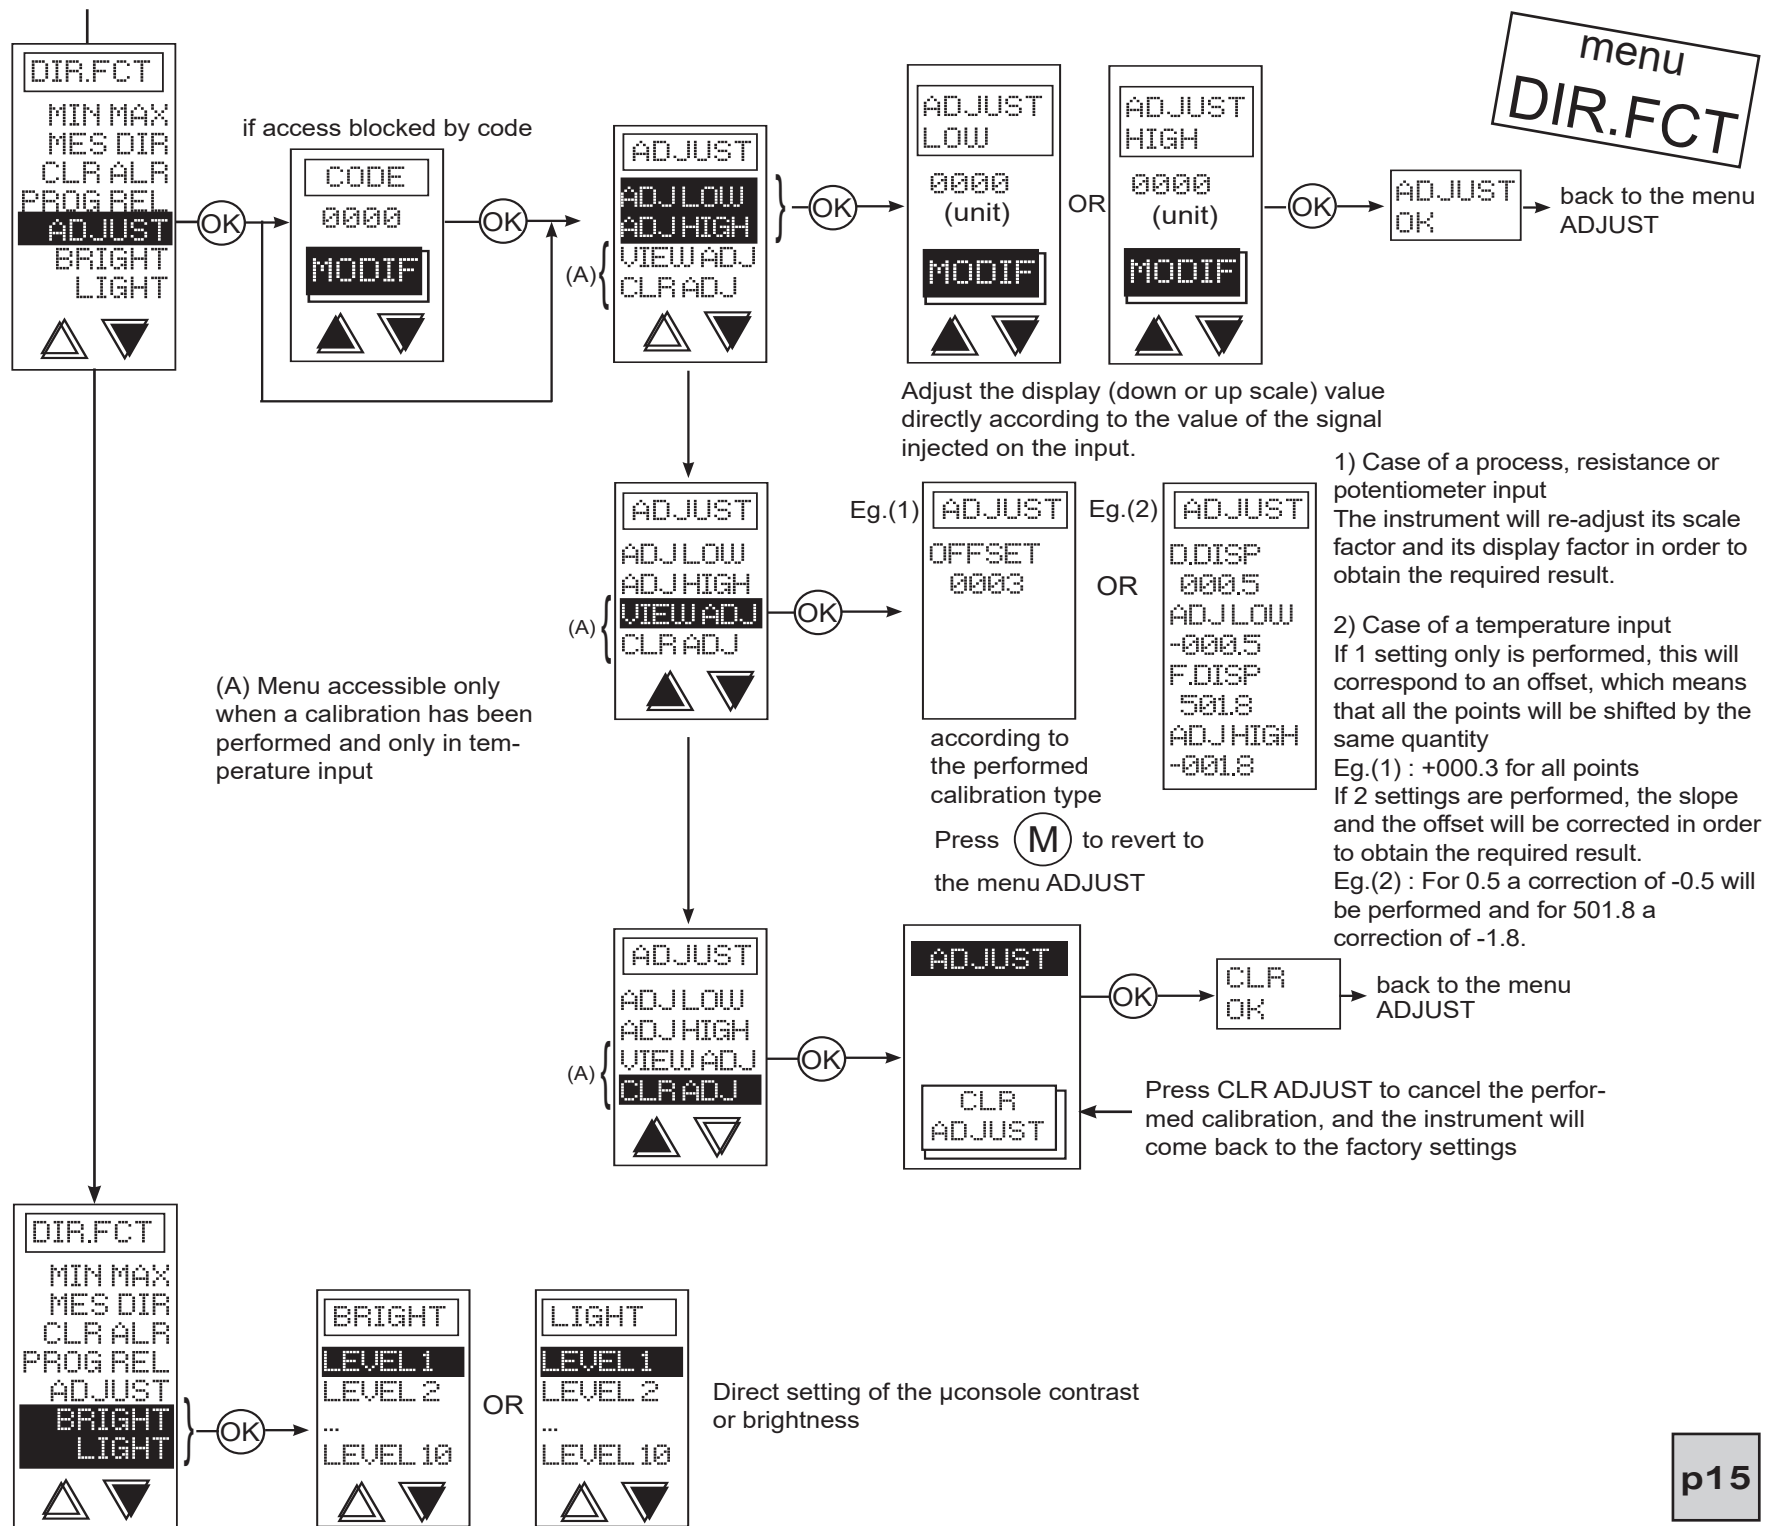 menu
DIR.FCT
DIR.FCT
MIN MAX
MES DIR
CLR ALR
PROG REL
ADJUST
BRIGHT
LIGHT
OK
if access blocked by code
CODE
0000
MODIF
OK
ADJUST
ADJ LOW
ADJ HIGH
VIEW ADJ
CLR ADJ
(A)
OK
ADJUST
LOW
0000
(unit)
MODIF
OR
ADJUST
HIGH
0000
(unit)
MODIF
OK
ADJUST
OK
back to the menu
ADJUST
Adjust the display (down or up scale) value
directly according to the value of the signal
injected on the input.
ADJUST
ADJ LOW
ADJ HIGH
VIEW ADJ
CLR ADJ
(A)
OK
Eg.(1)
ADJUST
OFFSET
0003
OR
Eg.(2)
ADJUST
D.DISP
000.5
ADJ LOW
-000.5
F.DISP
501.8
ADJ HIGH
-001.8
according to
the performed
calibration type
Press M to revert to
the menu ADJUST
1) Case of a process, resistance or
potentiometer input
The instrument will re-adjust its scale
factor and its display factor in order to
obtain the required result.
2) Case of a temperature input
If 1 setting only is performed, this will
correspond to an offset, which means
that all the points will be shifted by the
same quantity
Eg.(1) : +000.3 for all points
If 2 settings are performed, the slope
and the offset will be corrected in order
to obtain the required result.
Eg.(2) : For 0.5 a correction of -0.5 will
be performed and for 501.8 a
correction of -1.8.
(A) Menu accessible only
when a calibration has been
performed and only in tem-
perature input
ADJUST
ADJ LOW
ADJ HIGH
VIEW ADJ
CLR ADJ
(A)
OK
ADJUST
CLR
ADJUST
OK
CLR
OK
back to the menu
ADJUST
Press CLR ADJUST to cancel the perfor-
med calibration, and the instrument will
come back to the factory settings
DIR.FCT
MIN MAX
MES DIR
CLR ALR
PROG REL
ADJUST
BRIGHT
LIGHT
OK
BRIGHT
LEVEL 1
LEVEL 2
...
LEVEL 10
OR
LIGHT
LEVEL 1
LEVEL 2
...
LEVEL 10
Direct setting of the µconsole contrast
or brightness
p15